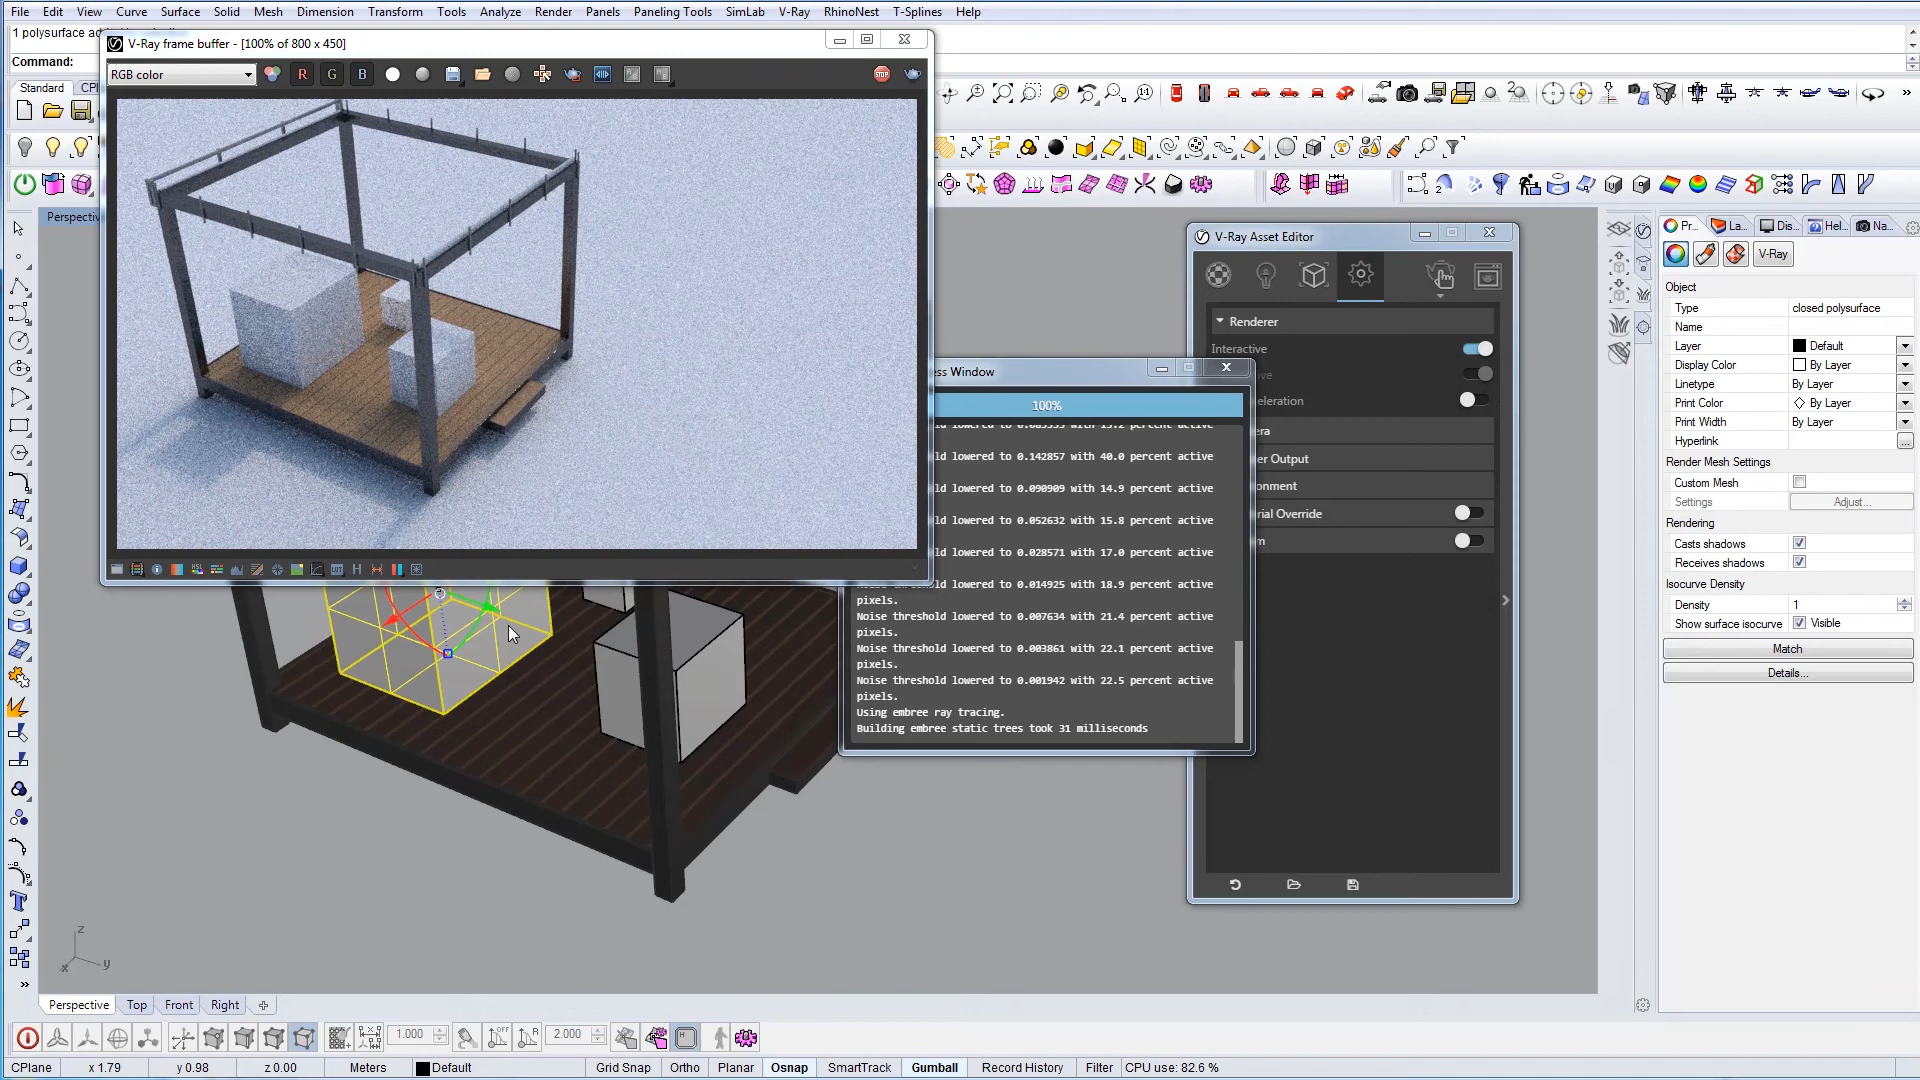 File Edit View Curve Surface Solid Mesh Dimension Transform Tools Analyze Render Panels Paneling Tools SimLab V-Ray RhinoNest T-Splines Help
1 polysurface ad
Command:
V-Ray frame buffer - [100% of 800 x 450]
RGB color
R G B
STOP
Standard
Perspectiv
V-Ray Asset Editor
Renderer
Interactive
ve
eleration
era
er Output
onment
rial Override
m
ess Window
100%
ld lowered to 0.142857 with 40.0 percent active
ld lowered to 0.090909 with 14.9 percent active
ld lowered to 0.052632 with 15.8 percent active
ld lowered to 0.028571 with 17.0 percent active
ld lowered to 0.014925 with 18.9 percent active
pixels.
Noise threshold lowered to 0.007634 with 21.4 percent active
pixels.
Noise threshold lowered to 0.003861 with 22.1 percent active
pixels.
Noise threshold lowered to 0.001942 with 22.5 percent active
pixels.
Using embree ray tracing.
Building embree static trees took 31 milliseconds
Pr... La... Dis... Hel... Na...
V-Ray
Object
Type closed polysurface
Name
Layer Default
Display Color By Layer
Linetype By Layer
Print Color By Layer
Print Width By Layer
Hyperlink ...
Render Mesh Settings
Custom Mesh
Settings Adjust...
Rendering
Casts shadows
Receives shadows
Isocurve Density
Density 1
Show surface isocurve Visible
Match
Details...
z
x y
Perspective Top Front Right
1.000 2.000
CPlane x 1.79 y 0.98 z 0.00 Meters Default Grid Snap Ortho Planar Osnap SmartTrack Gumball Record History Filter CPU use: 82.6 %